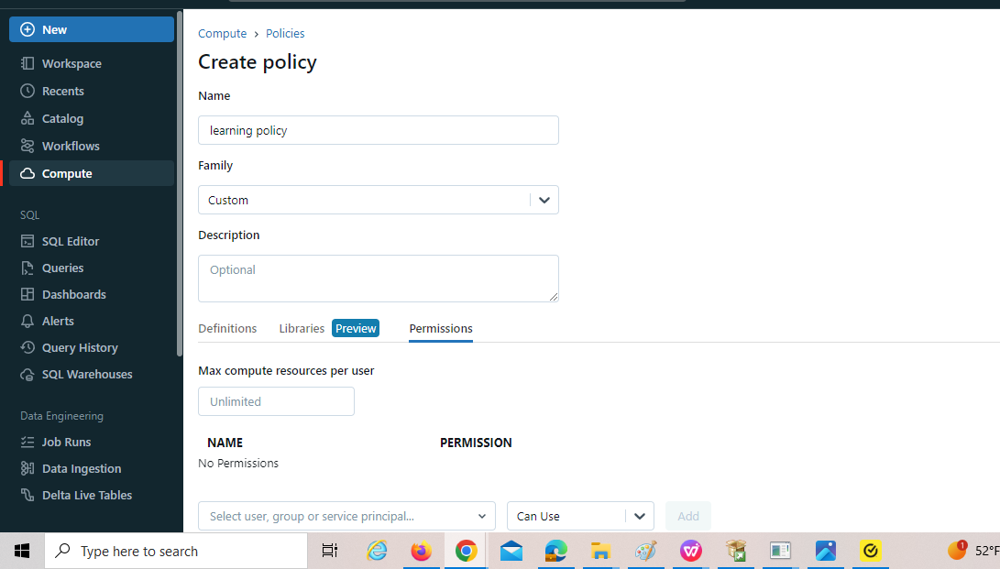 New
Workspace
Recents
Catalog
Workflows
Compute
SQL
SQL Editor
Queries
Dashboards
Alerts
Query History
SQL Warehouses
Data Engineering
Job Runs
Data Ingestion
Delta Live Tables
Compute › Policies
Create policy
Name
learning policy
Family
Custom
Description
Optional
Definitions Libraries Preview Permissions
Max compute resources per user
Unlimited
NAME PERMISSION
No Permissions
Select user, group or service principal... Can Use Add
Type here to search 1 52°F